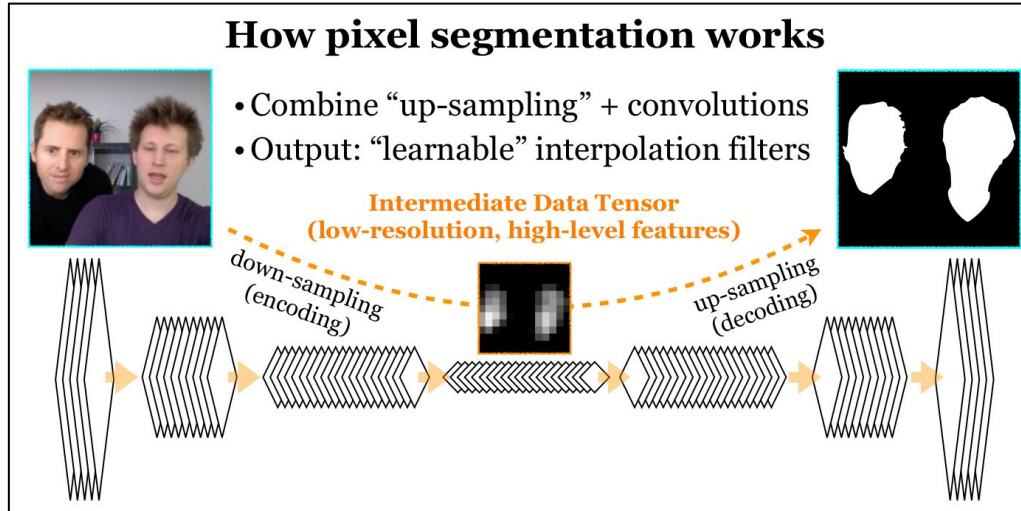 How pixel segmentation works
• Combine “up-sampling” + convolutions
• Output: “learnable” interpolation filters
Intermediate Data Tensor
(low-resolution, high-level features)
down-sampling
(encoding)
up-sampling
(decoding)